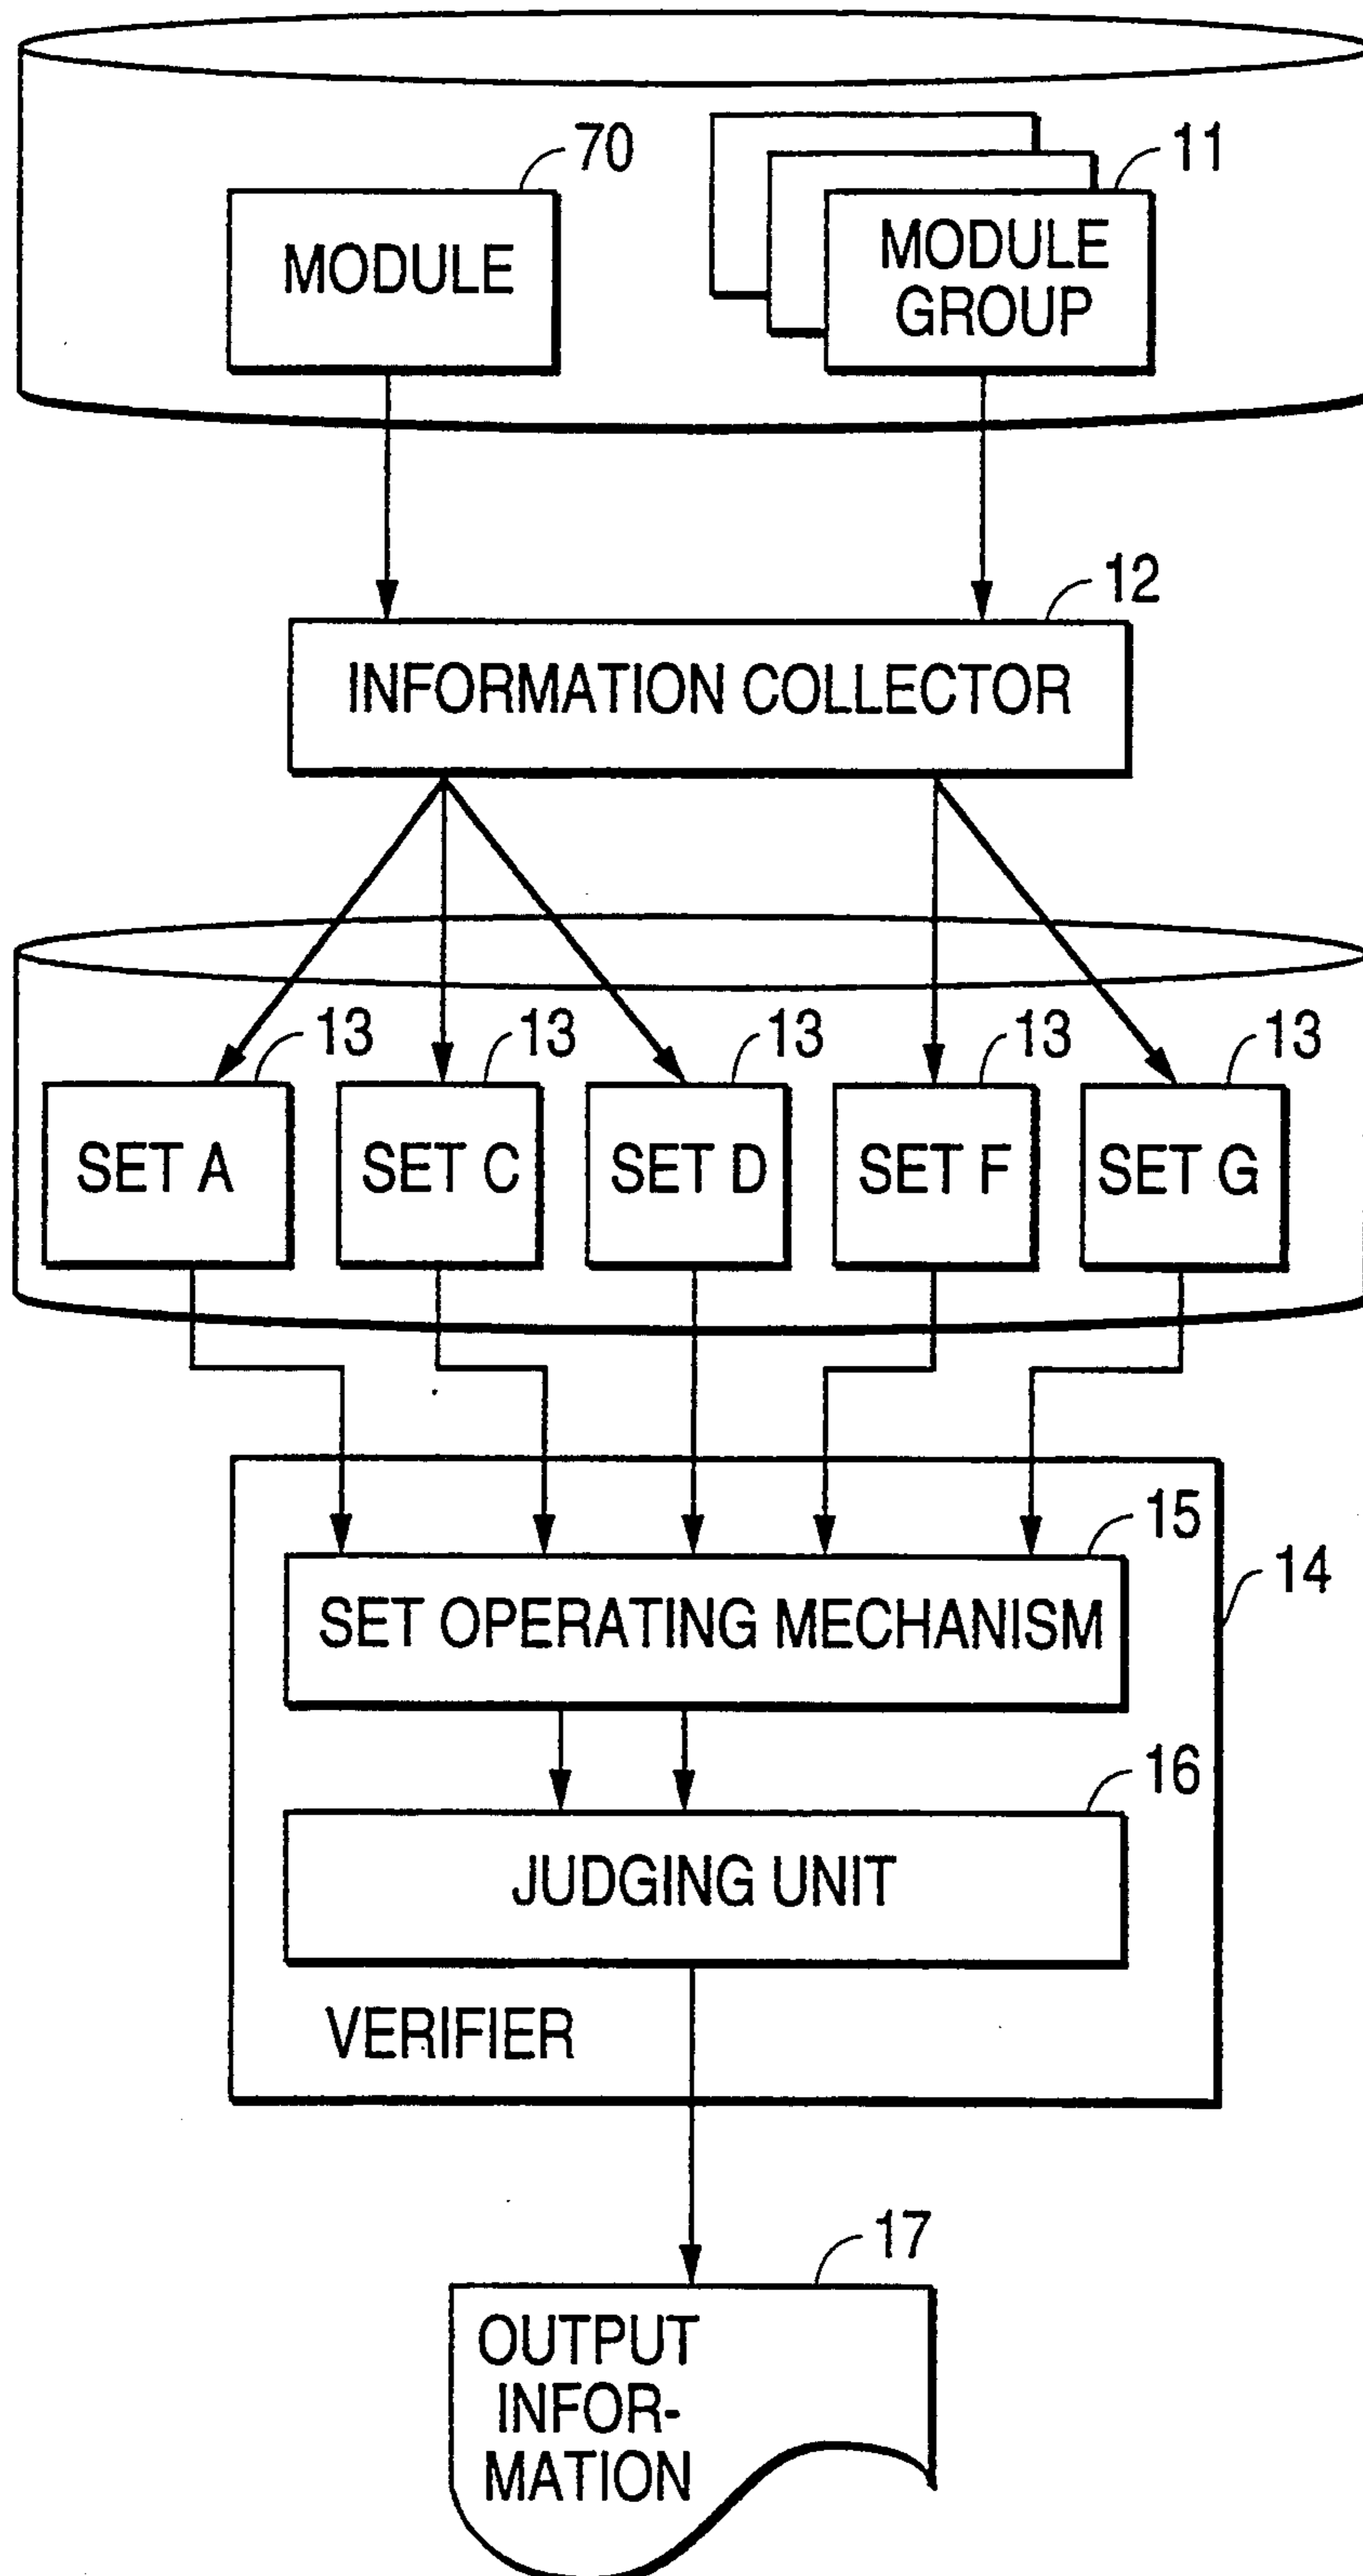 70
11
MODULE
MODULE
GROUP
12
INFORMATION COLLECTOR
13
13
13
13
13
SET A
SET C
SET D
SET F
SET G
15
14
SET OPERATING MECHANISM
16
JUDGING UNIT
VERIFIER
17
OUTPUT
INFOR-
MATION